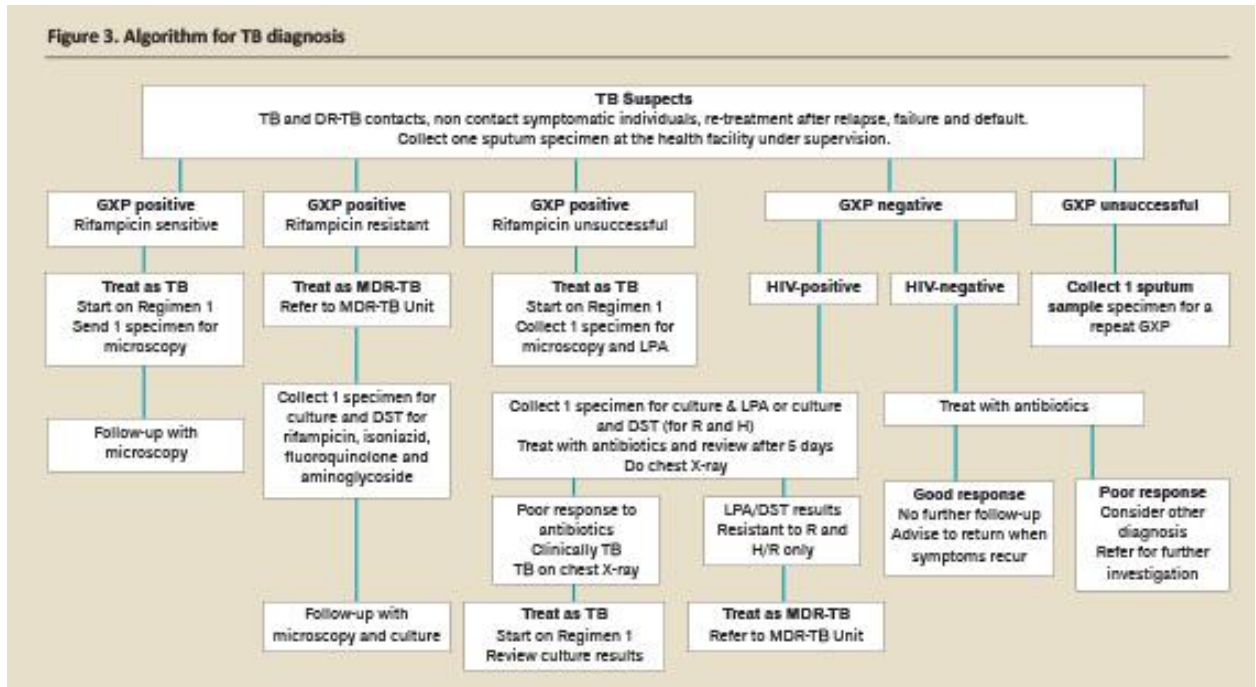 Figure 3. Algorithm for TB diagnosis
TB Suspects
TB and DR-TB contacts, non contact symptomatic individuals, re-treatment after relapse, failure and default.
Collect one sputum specimen at the health facility under supervision.
GXP positive
Rifampicin sensitive
GXP positive
Rifampicin resistant
GXP positive
Rifampicin unsuccessful
GXP negative
GXP unsuccessful
Treat as TB
Start on Regimen 1
Send 1 specimen for
microscopy
Treat as MDR-TB
Refer to MDR-TB Unit
Treat as TB
Start on Regimen 1
Collect 1 specimen for
microscopy and LPA
HIV-positive
HIV-negative
Collect 1 sputum
sample specimen for a
repeat GXP
Follow-up with
microscopy
Collect 1 specimen for
culture and DST for
rifampicin, isoniazid,
fluoroquinolone and
aminoglycoside
Collect 1 specimen for culture & LPA or culture
and DST (for R and H)
Treat with antibiotics and review after 5 days
Do chest X-ray
Treat with antibiotics
Poor response to
antibiotics
Clinically TB
TB on chest X-ray
LPA/DST results
Resistant to R and
H/R only
Good response
No further follow-up
Advise to return when
symptoms recur
Poor response
Consider other
diagnosis
Refer for further
investigation
Follow-up with
microscopy and culture
Treat as TB
Start on Regimen 1
Review culture results
Treat as MDR-TB
Refer to MDR-TB Unit